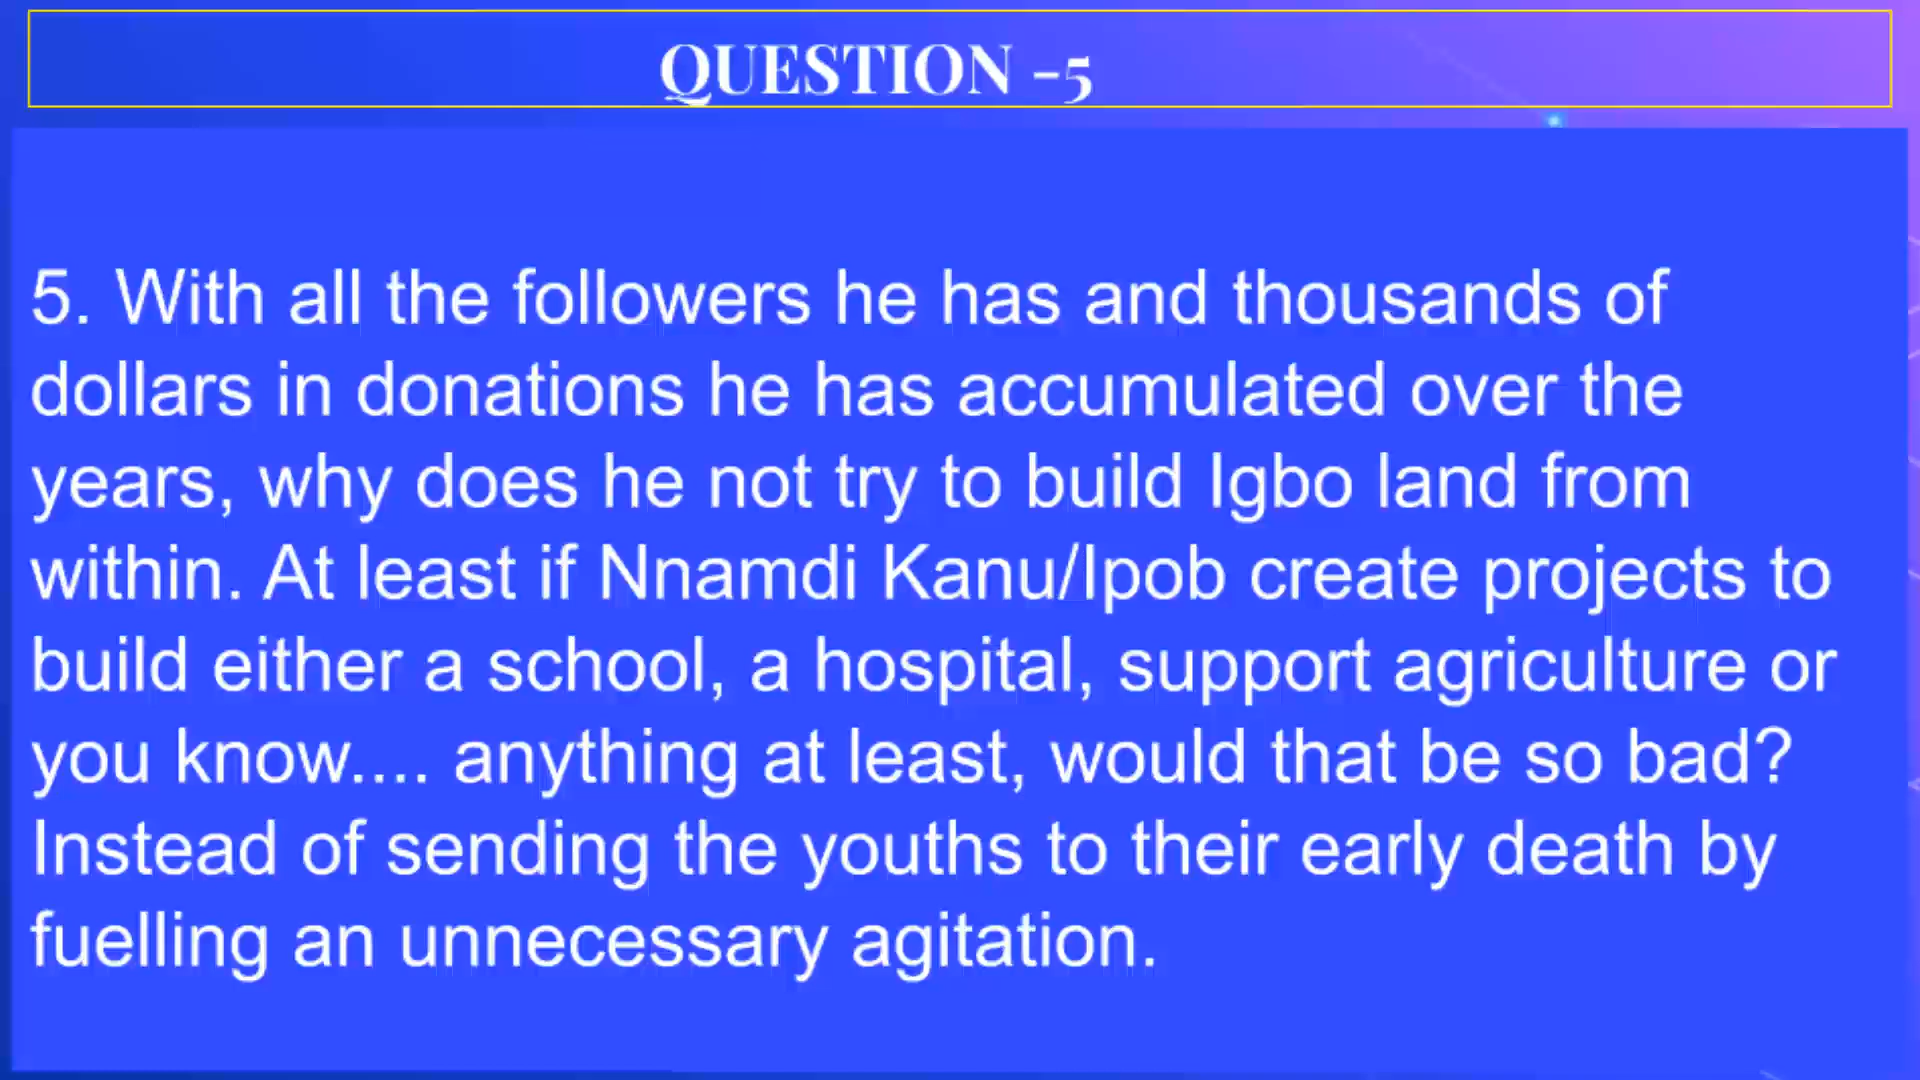 QUESTION -5
5. With all the followers he has and thousands of
dollars in donations he has accumulated over the
years, why does he not try to build Igbo land from
within. At least if Nnamdi Kanu/Ipob create projects to
build either a school, a hospital, support agriculture or
you know.... anything at least, would that be so bad?
Instead of sending the youths to their early death by
fuelling an unnecessary agitation.